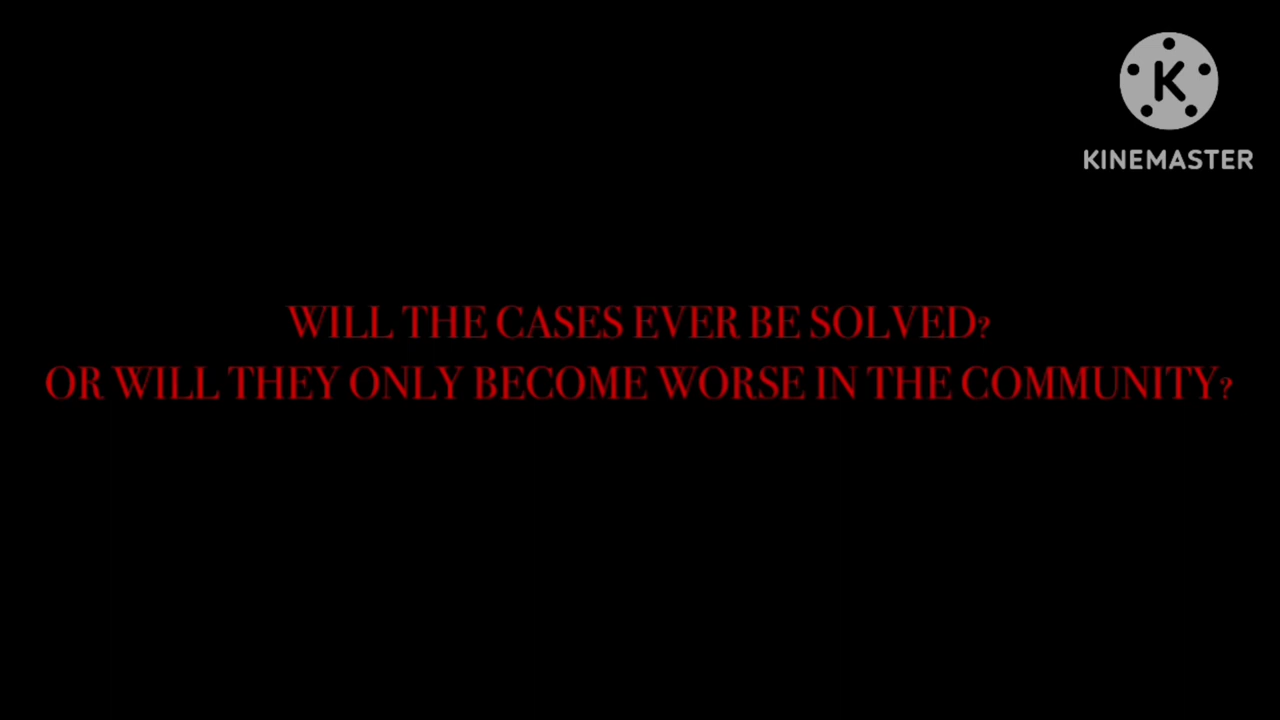 K
KINEMASTER
WILL THE CASES EVER BE SOLVED?
OR WILL THEY ONLY BECOME WORSE IN THE COMMUNITY?